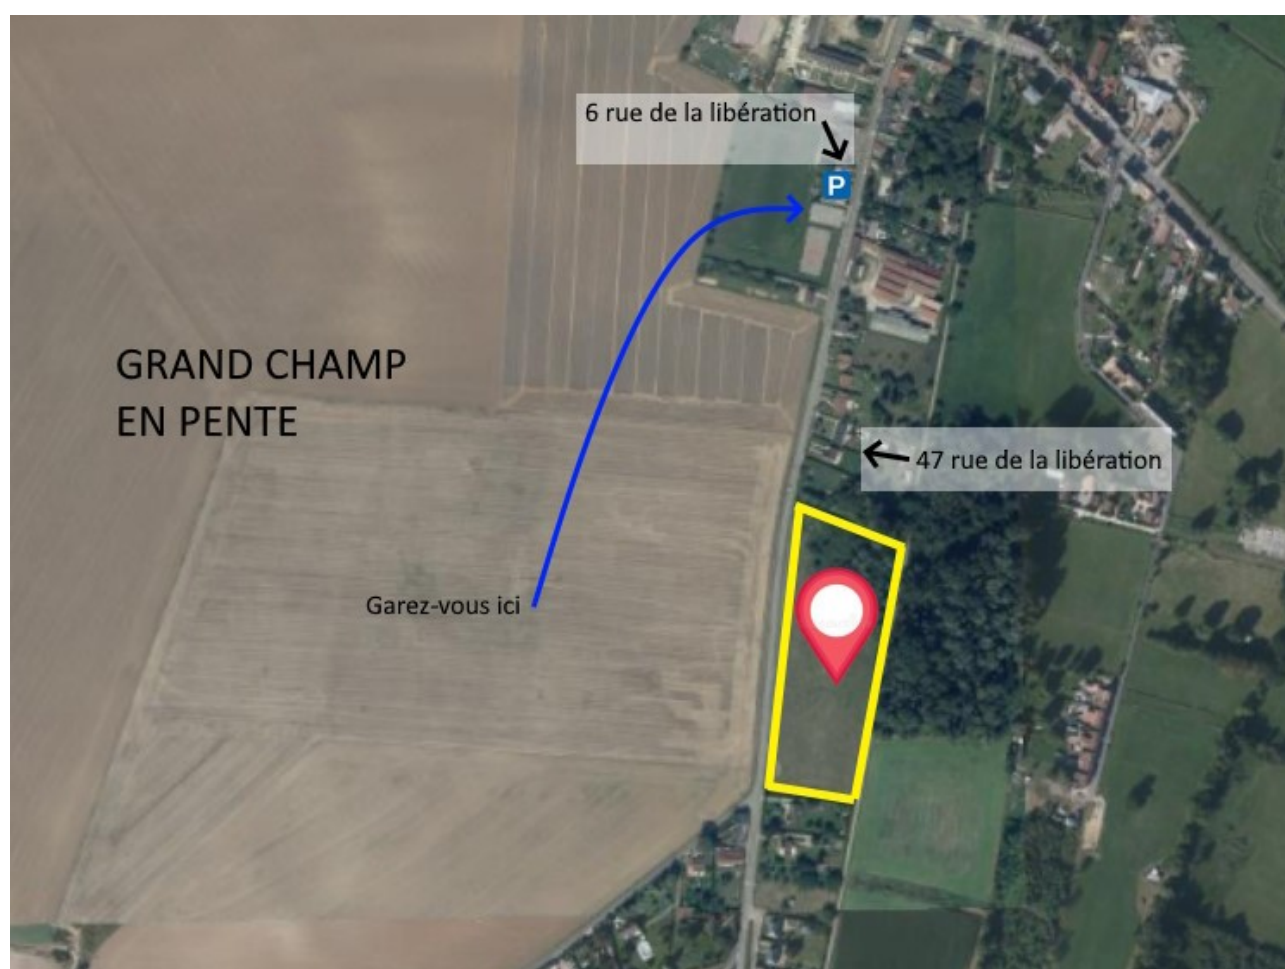 6 rue de la libération
P
GRAND CHAMP
EN PENTE
47 rue de la libération
Garez-vous ici